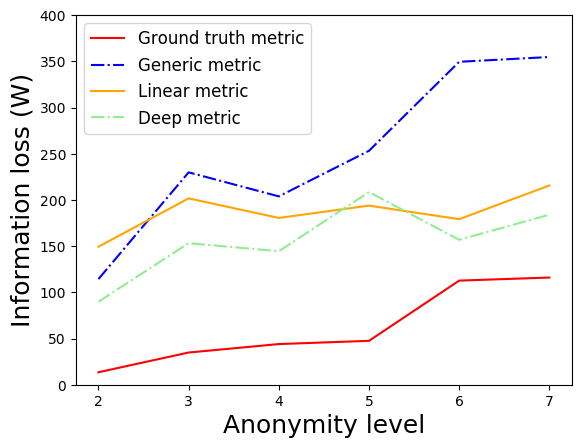 400
350
300
250
200
150
100
50
0
Information loss (W)
Ground truth metric
Generic metric
Linear metric
Deep metric
2 3 4 5 6 7
Anonymity level